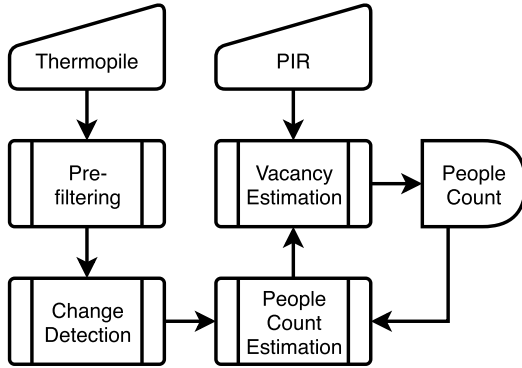 Thermopile
PIR
Pre-
filtering
Vacancy
Estimation
People
Count
Change
Detection
People
Count
Estimation